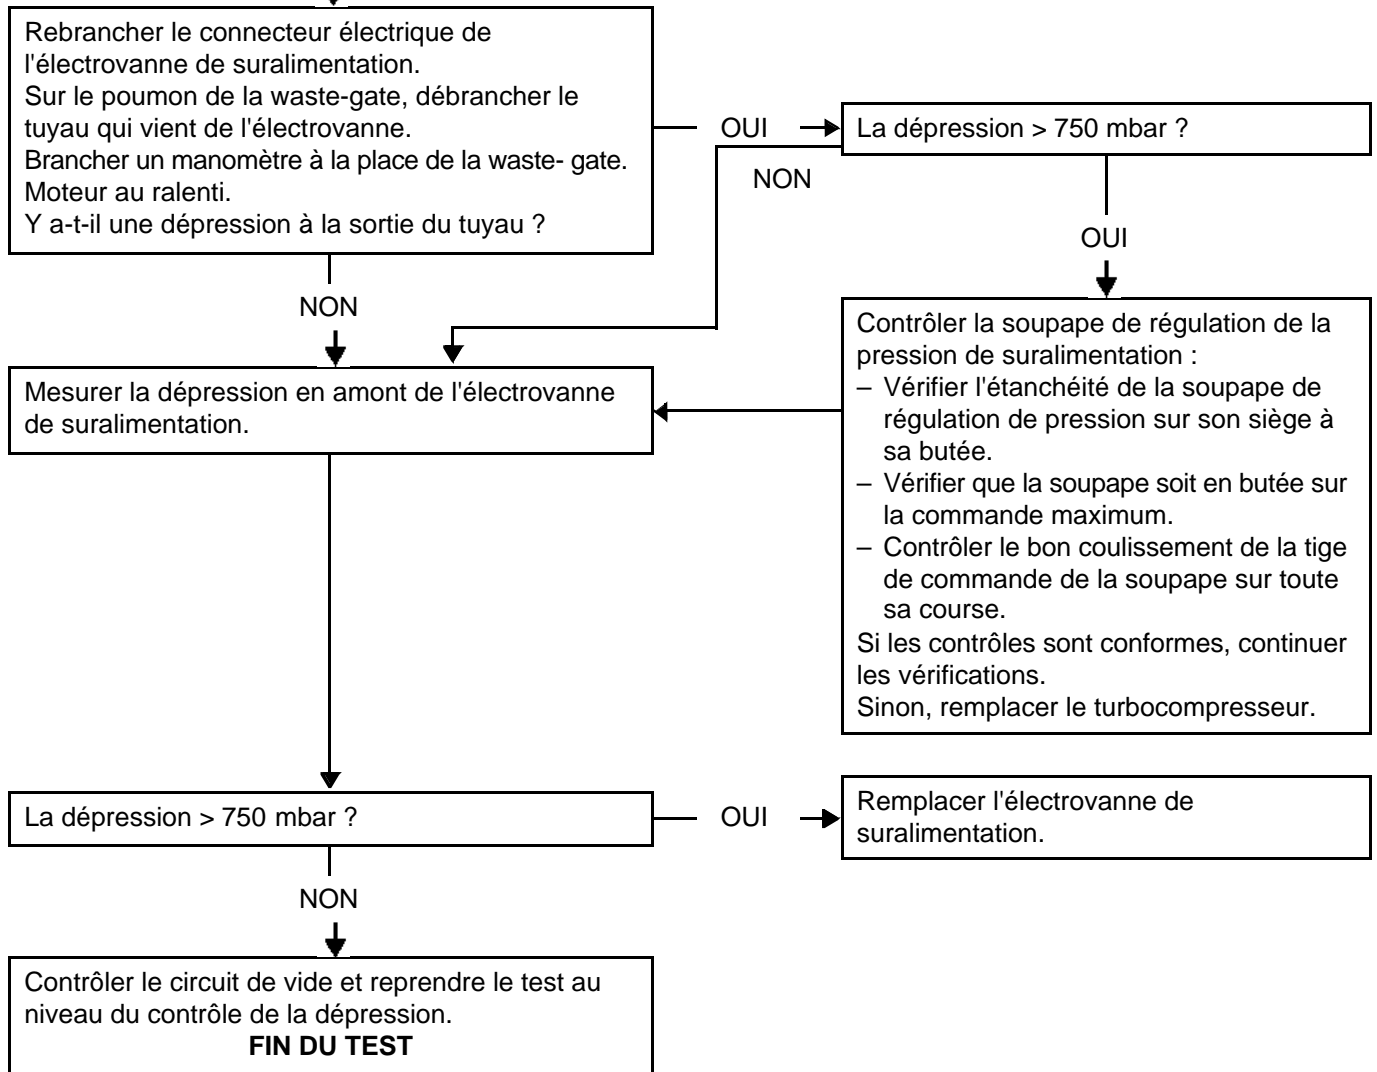 Rebrancher le connecteur électrique de
l'électrovanne de suralimentation.
Sur le poumon de la waste-gate, débrancher le
tuyau qui vient de l'électrovanne.
Brancher un manomètre à la place de la waste- gate.
Moteur au ralenti.
Y a-t-il une dépression à la sortie du tuyau ?
OUI
La dépression > 750 mbar ?
NON
OUI
NON
Contrôler la soupape de régulation de la
pression de suralimentation :
– Vérifier l'étanchéité de la soupape de
régulation de pression sur son siège à
sa butée.
– Vérifier que la soupape soit en butée sur
la commande maximum.
– Contrôler le bon coulissement de la tige
de commande de la soupape sur toute
sa course.
Si les contrôles sont conformes, continuer
les vérifications.
Sinon, remplacer le turbocompresseur.
Mesurer la dépression en amont de l'électrovanne
de suralimentation.
La dépression > 750 mbar ?
OUI
Remplacer l'électrovanne de
suralimentation.
NON
Contrôler le circuit de vide et reprendre le test au
niveau du contrôle de la dépression.
FIN DU TEST